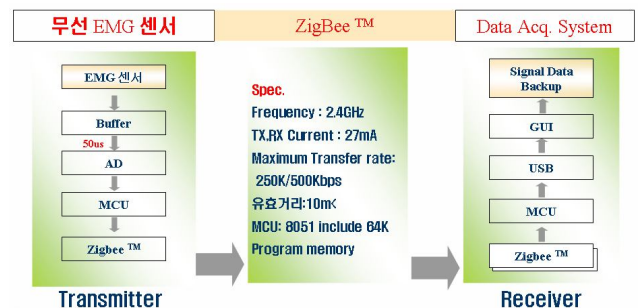 무선 EMG 센서
ZigBee ™
Data Acq. System
EMG 센서
Buffer
50us
AD
MCU
Zigbee ™
Transmitter
Spec.
Frequency : 2.4GHz
TX,RX Current : 27mA
Maximum Transfer rate:
250K/500Kbps
유효거리:10m<
MCU: 8051 include 64K
Program memory
Signal Data
Backup
GUI
USB
MCU
Zigbee ™
Receiver